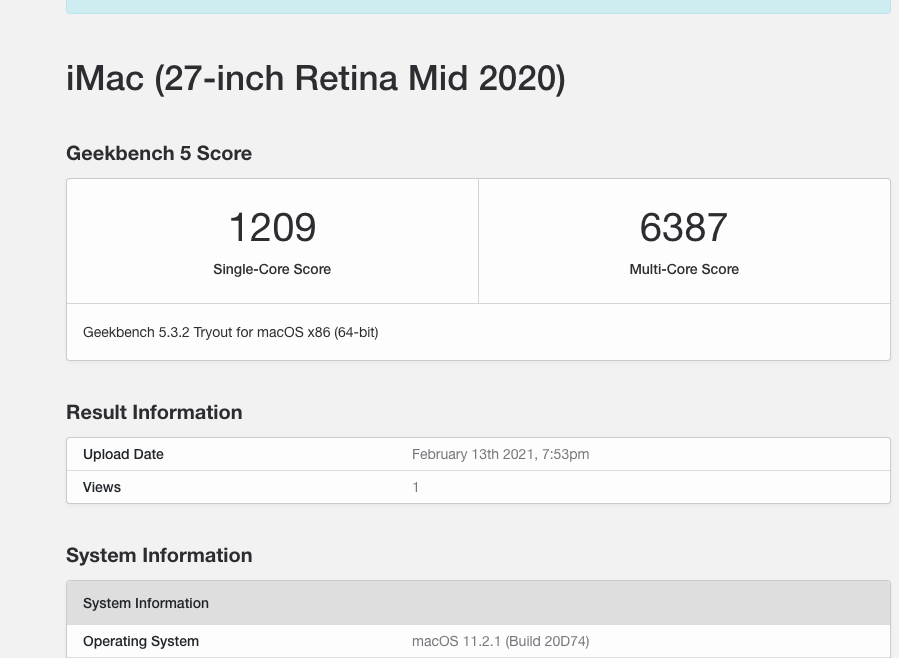 iMac (27-inch Retina Mid 2020)
Geekbench 5 Score
1209
Single-Core Score
6387
Multi-Core Score
Geekbench 5.3.2 Tryout for macOS x86 (64-bit)
Result Information
Upload Date February 13th 2021, 7:53pm
Views 1
System Information
System Information
Operating System macOS 11.2.1 (Build 20D74)